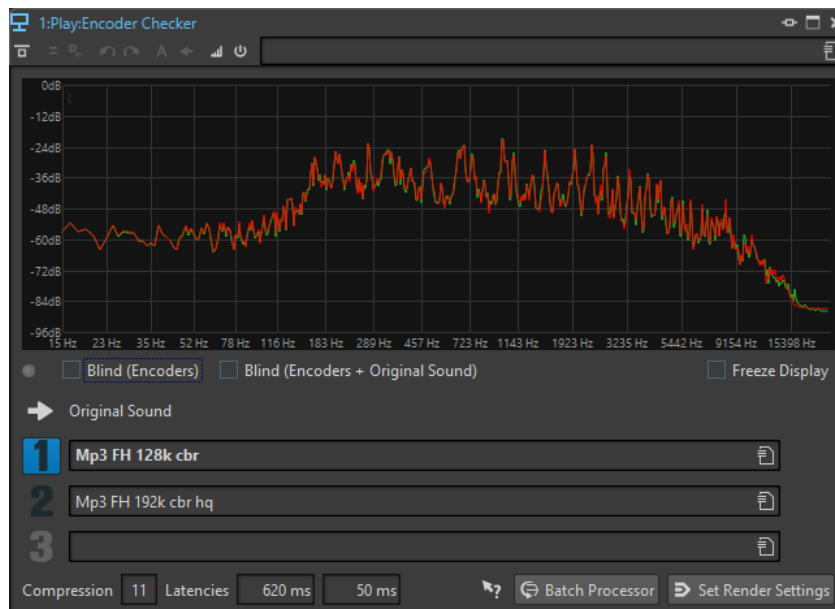 1:Play:Encoder Checker
A
0dB
-12dB
-24dB
-36dB
-48dB
-60dB
-72dB
-84dB
-96dB
15 Hz 23 Hz 35 Hz 52 Hz 78 Hz 116 Hz 183 Hz 289 Hz 457 Hz 723 Hz 1143 Hz 1923 Hz 3235 Hz 5442 Hz 9154 Hz 15398 Hz
Blind (Encoders) Blind (Encoders + Original Sound) Freeze Display
Original Sound
1 Mp3 FH 128k cbr
2 Mp3 FH 192k cbr hq
3
Compression 11 Latencies 620 ms 50 ms ? Batch Processor Set Render Settings